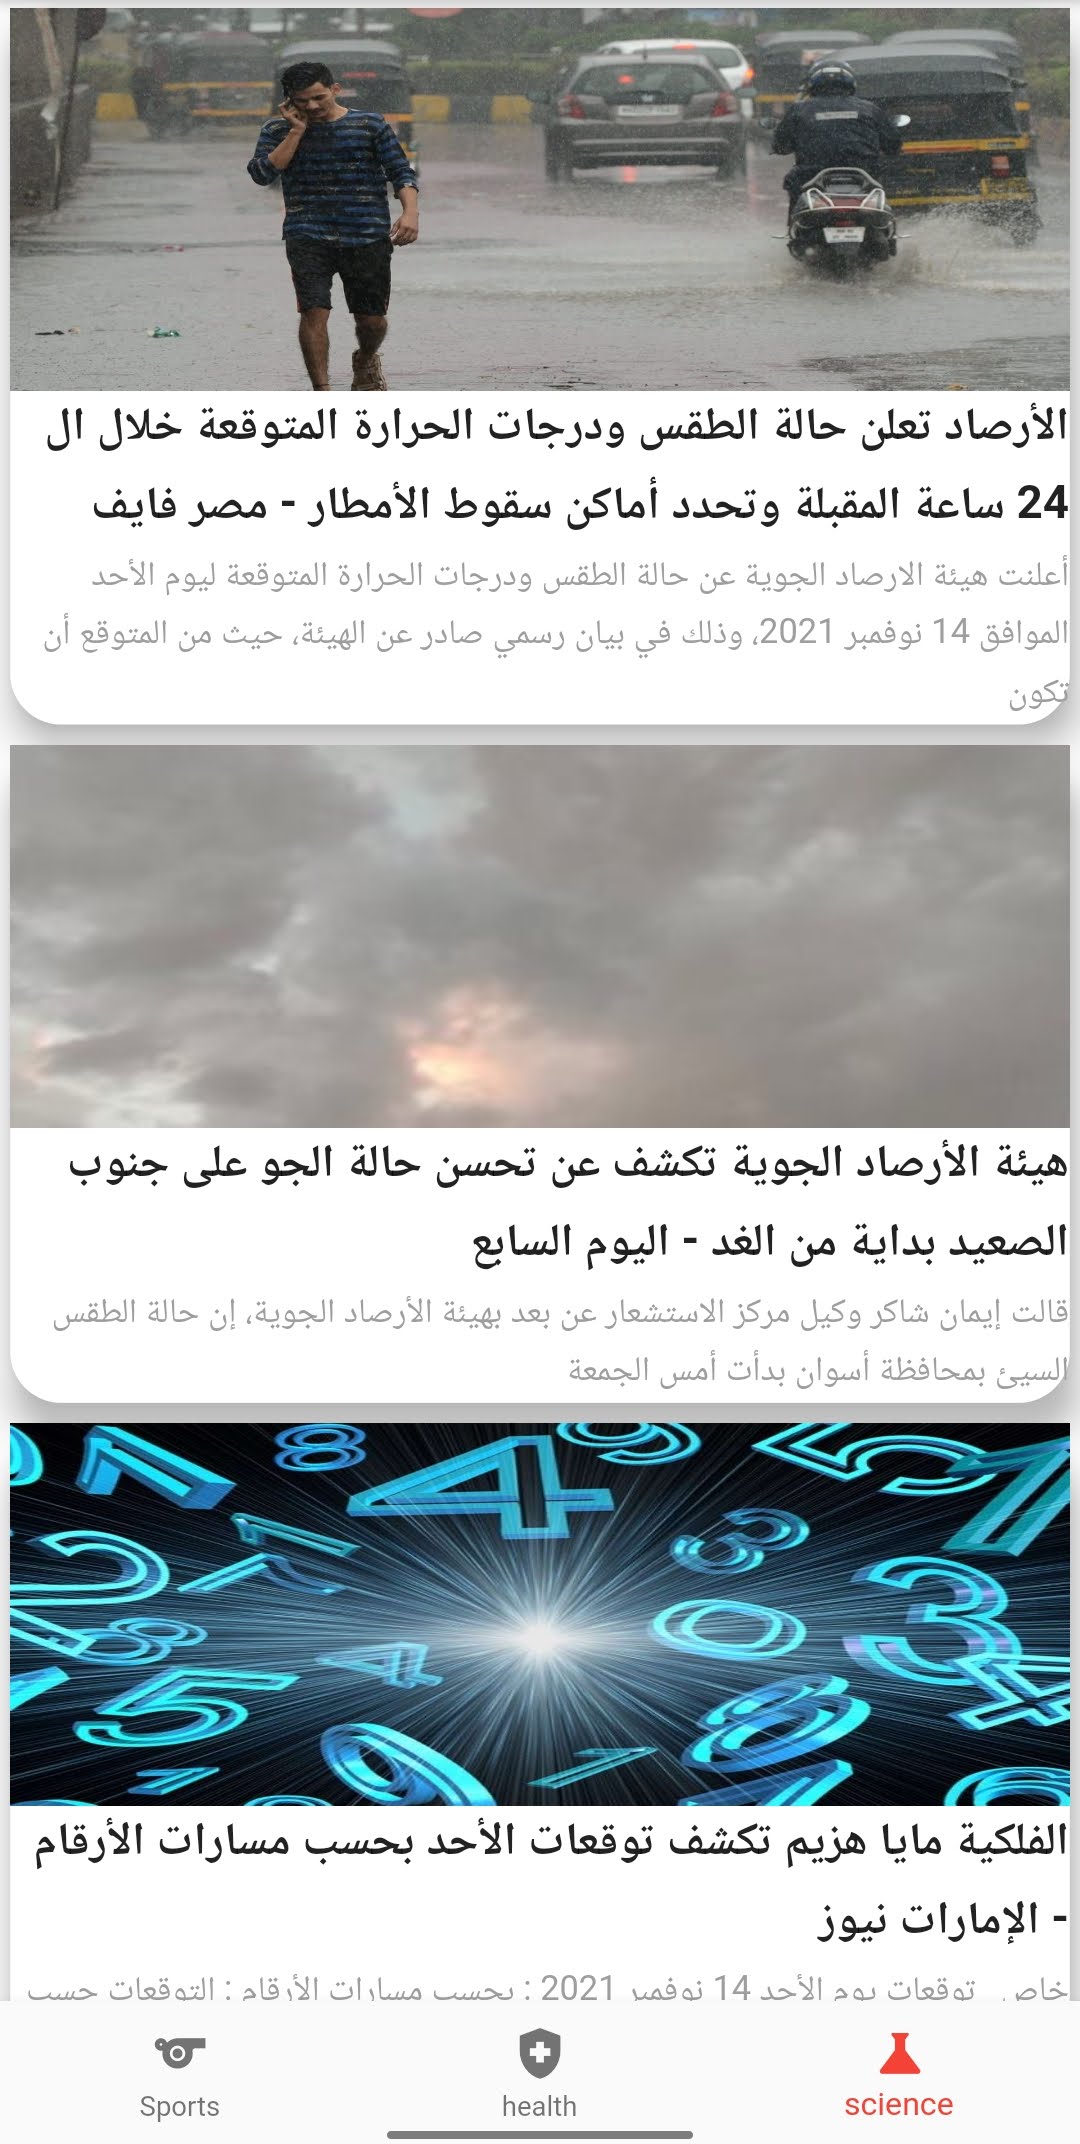 الأرصاد تعلن حالة الطقس ودرجات الحرارة المتوقعة خلال ال
24 ساعة المقبلة وتحدد أماكن سقوط الأمطار - مصر فايف
أعلنت هيئة الارصاد الجوية عن حالة الطقس ودرجات الحرارة المتوقعة ليوم الأحد
الموافق 14 نوفمبر 2021، وذلك في بيان رسمي صادر عن الهيئة، حيث من المتوقع أن
تكون
هيئة الأرصاد الجوية تكشف عن تحسن حالة الجو على جنوب
الصعيد بداية من الغد - اليوم السابع
قالت إيمان شاكر وكيل مركز الاستشعار عن بعد بهيئة الأرصاد الجوية، إن حالة الطقس
السيئ بمحافظة أسوان بدأت أمس الجمعة
الفلكية مايا هزيم تكشف توقعات الأحد بحسب مسارات الأرقام
- الإمارات نيوز
خاص_ توقعات يوم الأحد 14 نوفمبر 2021 : بحسب مسارات الأرقام : التوقعات حسب
Sports
health
science